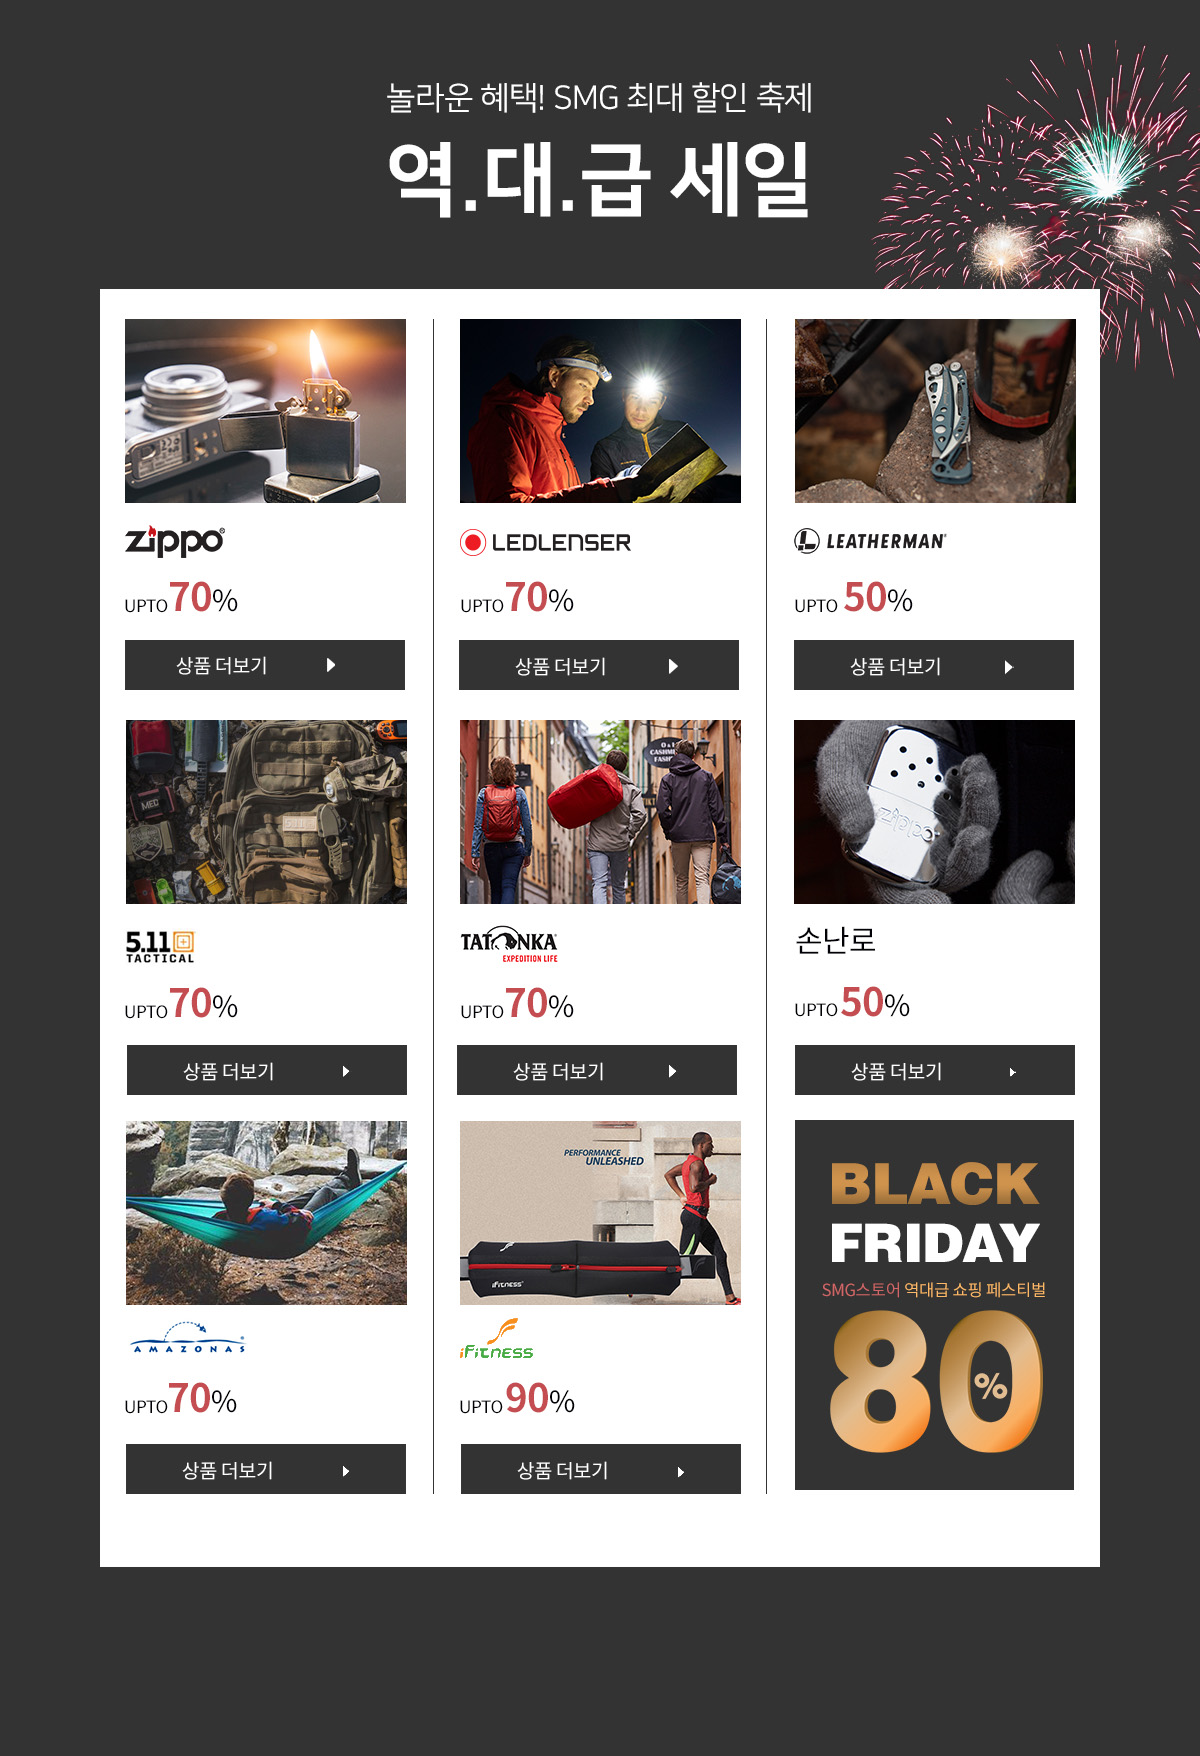 놀라운 혜택! SMG 최대 할인 축제
역.대.급 세일
zippo®
LEDLENSER
LEATHERMAN®
UPTO 70%
UPTO 70%
UPTO 50%
상품 더보기
상품 더보기
상품 더보기
MED
CASHM
FASH
zippo
5.11
TACTICAL
TATONKA
EXPEDITION LIFE
손난로
UPTO 70%
UPTO 70%
UPTO 50%
상품 더보기
상품 더보기
상품 더보기
PERFORMANCE
UNLEASHED
iFITNESS
AMAZONAS®
iFITNESS
UPTO 70%
UPTO 90%
상품 더보기
상품 더보기
BLACK
FRIDAY
SMG스토어 역대급 쇼핑 페스티벌
80%